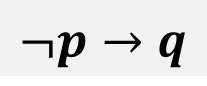 ¬p → q